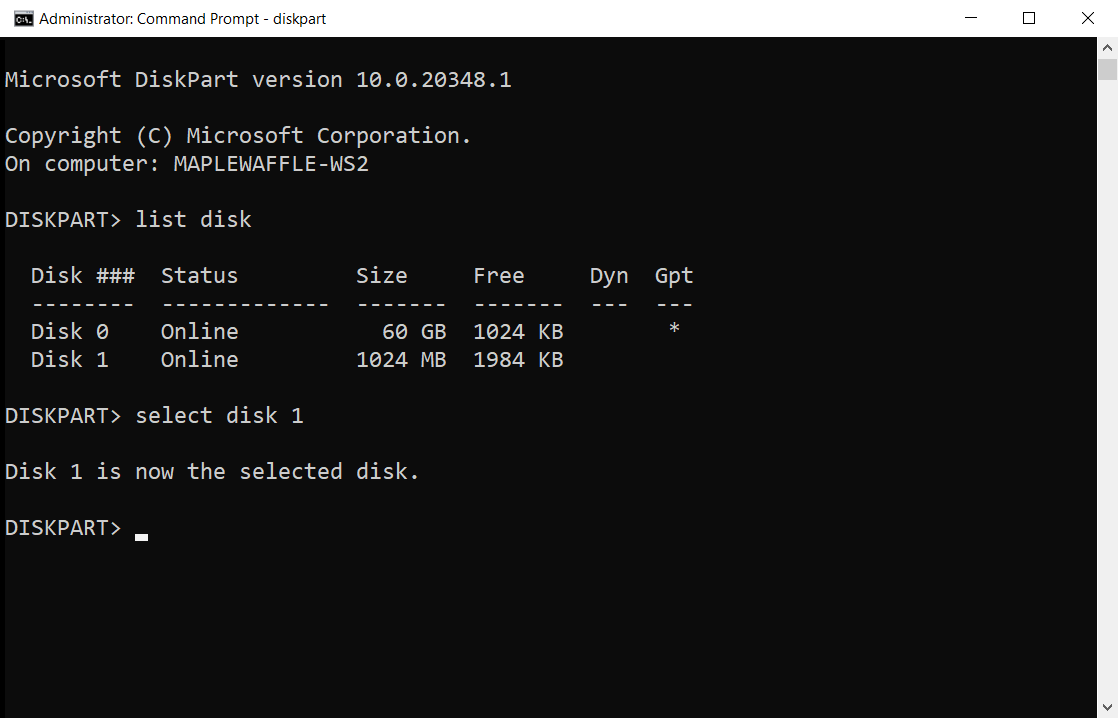 Administrator: Command Prompt - diskpart
Microsoft DiskPart version 10.0.20348.1
Copyright (C) Microsoft Corporation.
On computer: MAPLEWAFFLE-WS2
DISKPART> list disk
  Disk ###  Status         Size     Free     Dyn  Gpt
  --------  -------------  -------  -------  ---  ---
  Disk 0    Online           60 GB  1024 KB        *
  Disk 1    Online         1024 MB  1984 KB
DISKPART> select disk 1
Disk 1 is now the selected disk.
DISKPART>